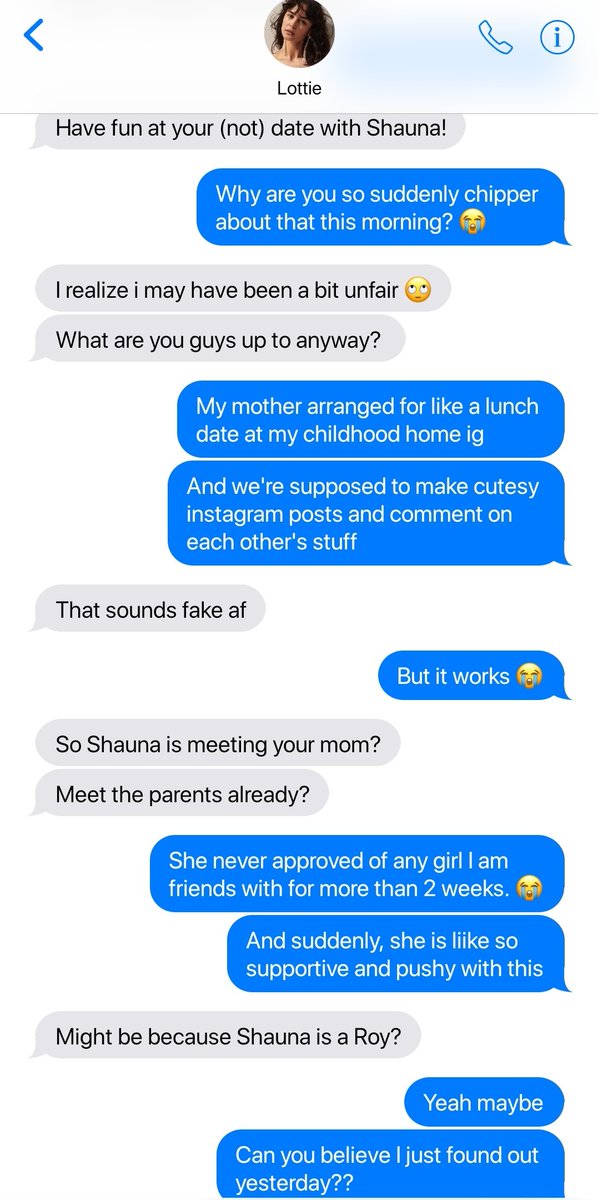 Lottie
Have fun at your (not) date with Shauna!
Why are you so suddenly chipper
about that this morning? 😭
I realize i may have been a bit unfair 🙄
What are you guys up to anyway?
My mother arranged for like a lunch
date at my childhood home ig
And we're supposed to make cutesy
instagram posts and comment on
each other's stuff
That sounds fake af
But it works 😭
So Shauna is meeting your mom?
Meet the parents already?
She never approved of any girl I am
friends with for more than 2 weeks. 😭
And suddenly, she is liike so
supportive and pushy with this
Might be because Shauna is a Roy?
Yeah maybe
Can you believe I just found out
yesterday??